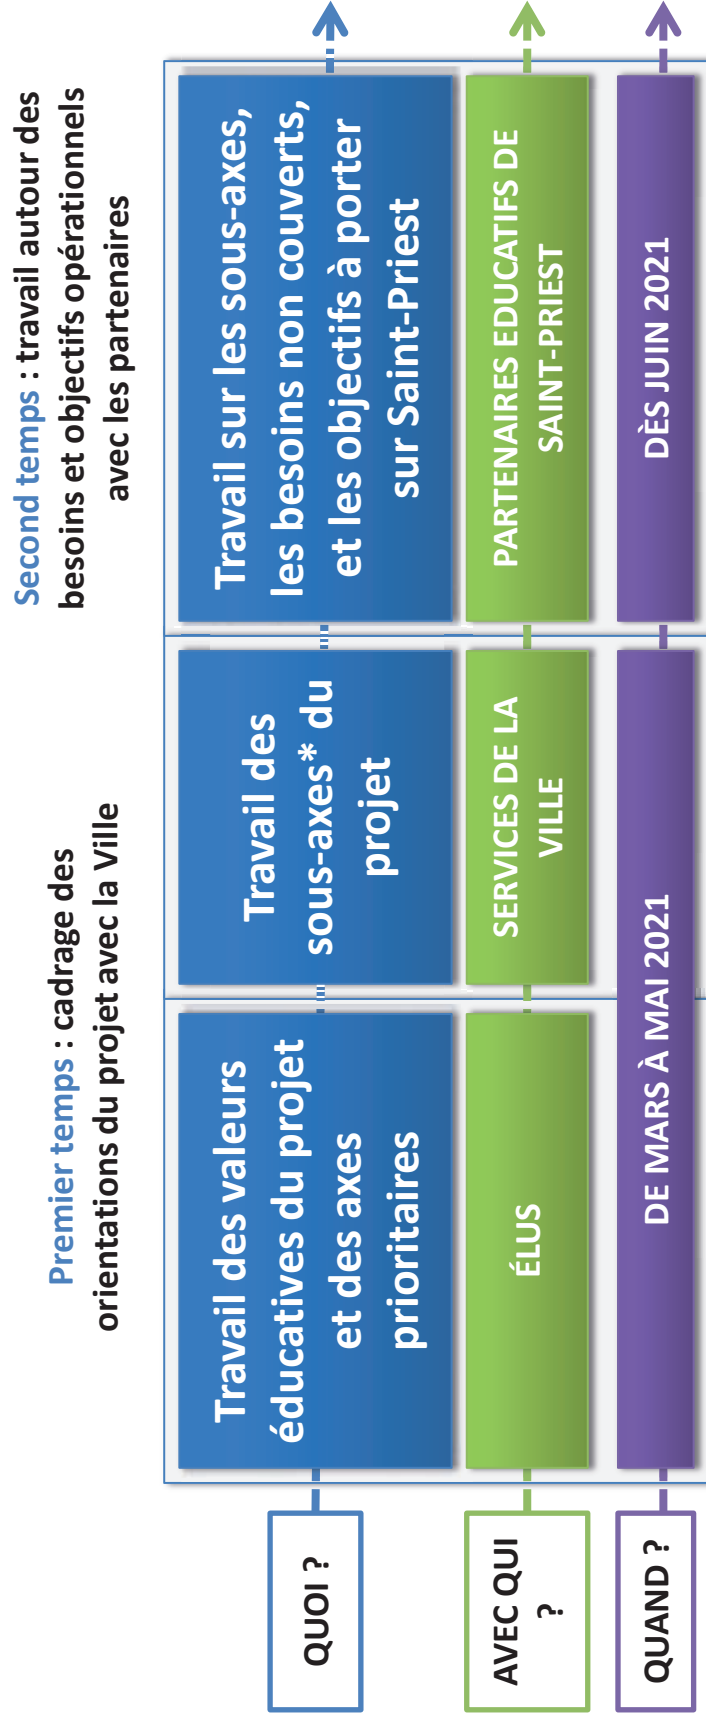 Premier temps : cadrage des
orientations du projet avec la Ville
Second temps : travail autour des
besoins et objectifs opérationnels
avec les partenaires
QUOI ?
Travail des valeurs
éducatives du projet
et des axes
prioritaires
Travail des
sous-axes* du
projet
Travail sur les sous-axes,
les besoins non couverts,
et les objectifs à porter
sur Saint-Priest
AVEC QUI
?
ÉLUS
SERVICES DE LA
VILLE
PARTENAIRES EDUCATIFS DE
SAINT-PRIEST
QUAND ?
DE MARS À MAI 2021
DÈS JUIN 2021